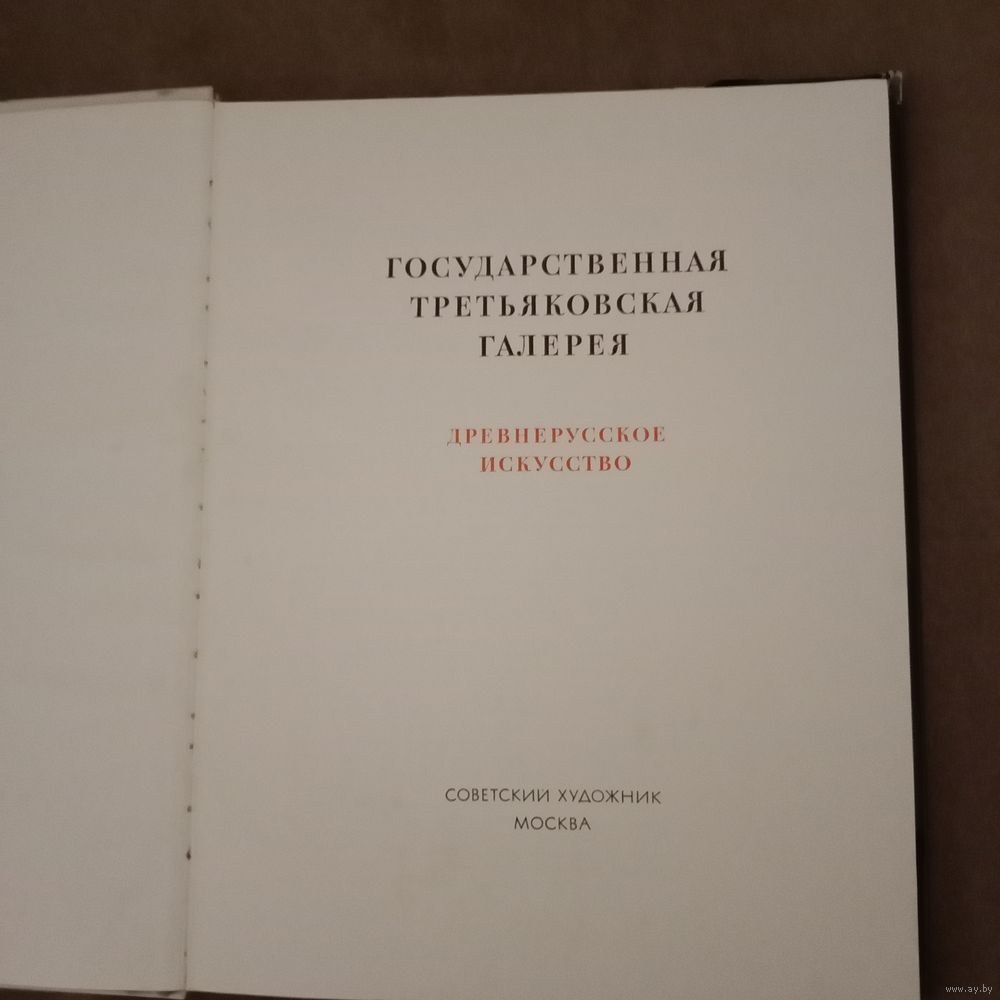 ГОСУДАРСТВЕННАЯ
ТРЕТЬЯКОВСКАЯ
ГАЛЕРЕЯ
ДРЕВНЕРУССКОЕ
ИСКУССТВО
СОВЕТСКИЙ ХУДОЖНИК
МОСКВА
www.ay.by